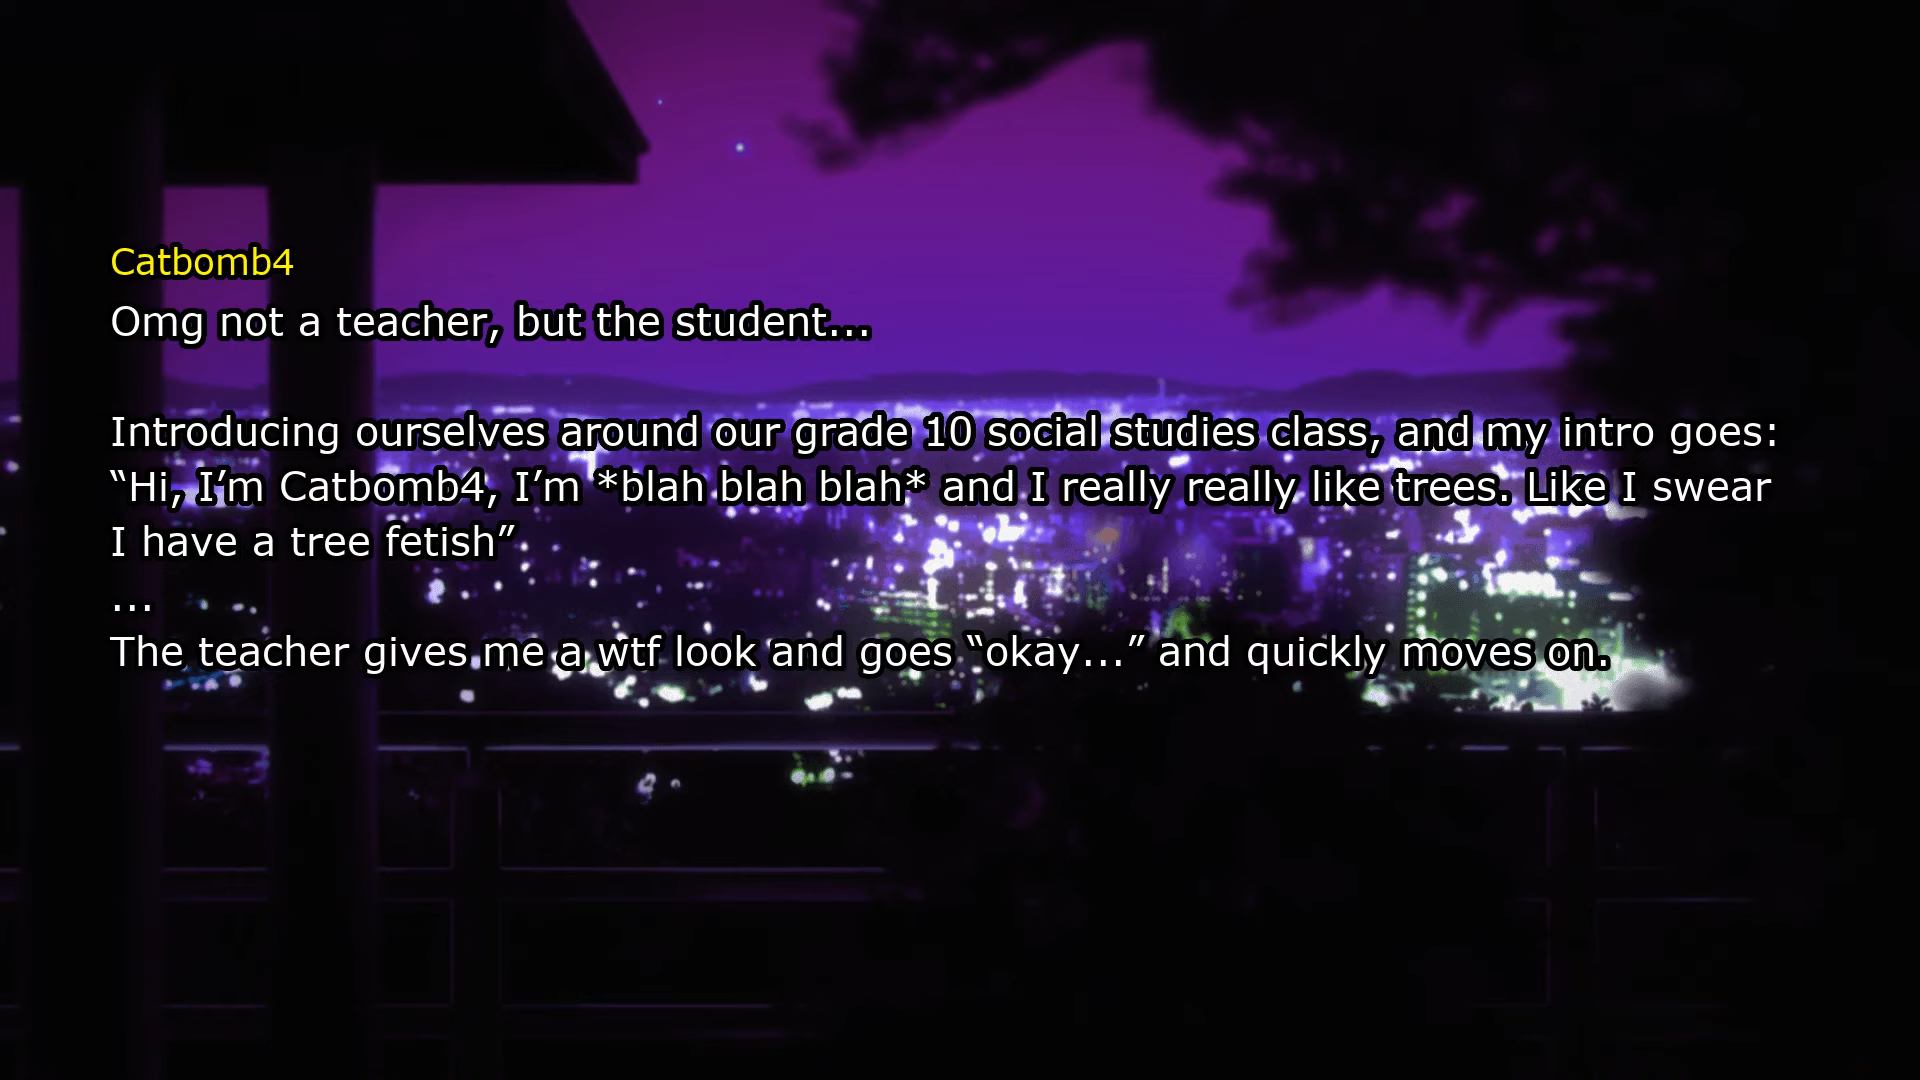 Catbomb4
Omg not a teacher, but the student...
Introducing ourselves around our grade 10 social studies class, and my intro goes:
“Hi, I’m Catbomb4, I’m *blah blah blah* and I really really like trees. Like I swear
I have a tree fetish”
...
The teacher gives me a wtf look and goes “okay...” and quickly moves on.